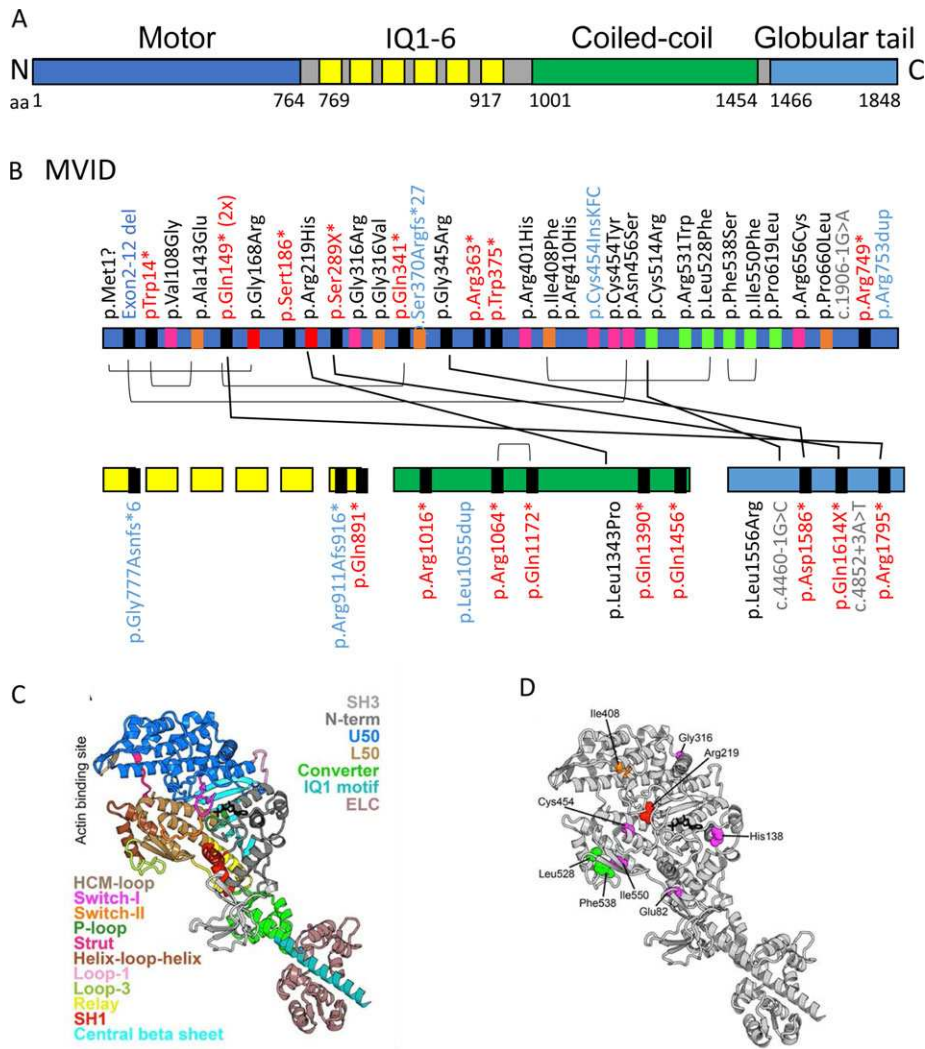 A
Motor IQ1-6 Coiled-coil Globular tail
N C
aa 1 764 769 917 1001 1454 1466 1848
B MVID
p.Met1?
Exon2-12 del
pTrp14*
p.Val108Gly
p.Ala143Glu
p.Gln149* (2x)
p.Gly168Arg
p.Sert186*
p.Arg219His
p.Ser289X*
p.Gly316Arg
p.Gly316Val
p.Gln341*
p.Ser370Argfs*27
p.Gly345Arg
p.Arg363*
p.Trp375*
p.Arg401His
p.Ile408Phe
p.Arg410His
p.Cys454InsKFC
p.Cys454Tyr
p.Asn456Ser
p.Cys514Arg
p.Arg531Trp
p.Leu528Phe
p.Phe538Ser
p.Ile550Phe
p.Pro619Leu
p.Arg656Cys
p.Pro660Leu
c.1906-1G>A
p.Arg749*
p.Arg753dup
p.Gly777Asnfs*6
p.Arg911Afs916*
p.Gln891*
p.Arg1016*
p.Leu1055dup
p.Arg1064*
p.Gln1172*
p.Leu1343Pro
p.Gln1390*
p.Gln1456*
p.Leu1556Arg
c.4460-1G>C
p.Asp1586*
p.Gln1614X*
c.4852+3A>T
p.Arg1795*
C
Actin binding site
SH3
N-term
U50
L50
Converter
IQ1 motif
ELC
HCM-loop
Switch-I
Switch-II
P-loop
Strut
Helix-loop-helix
Loop-1
Loop-3
Relay
SH1
Central beta sheet
D
Ile408
Gly316
Arg219
Cys454
His138
Leu528
Phe538
Ile550
Glu82